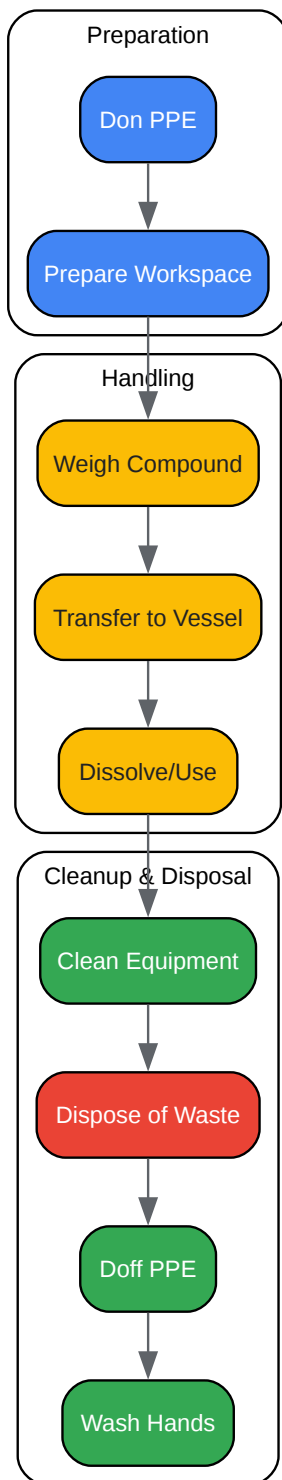 Preparation
Don PPE
Prepare Workspace
Handling
Weigh Compound
Transfer to Vessel
Dissolve/Use
Cleanup & Disposal
Clean Equipment
Dispose of Waste
Doff PPE
Wash Hands